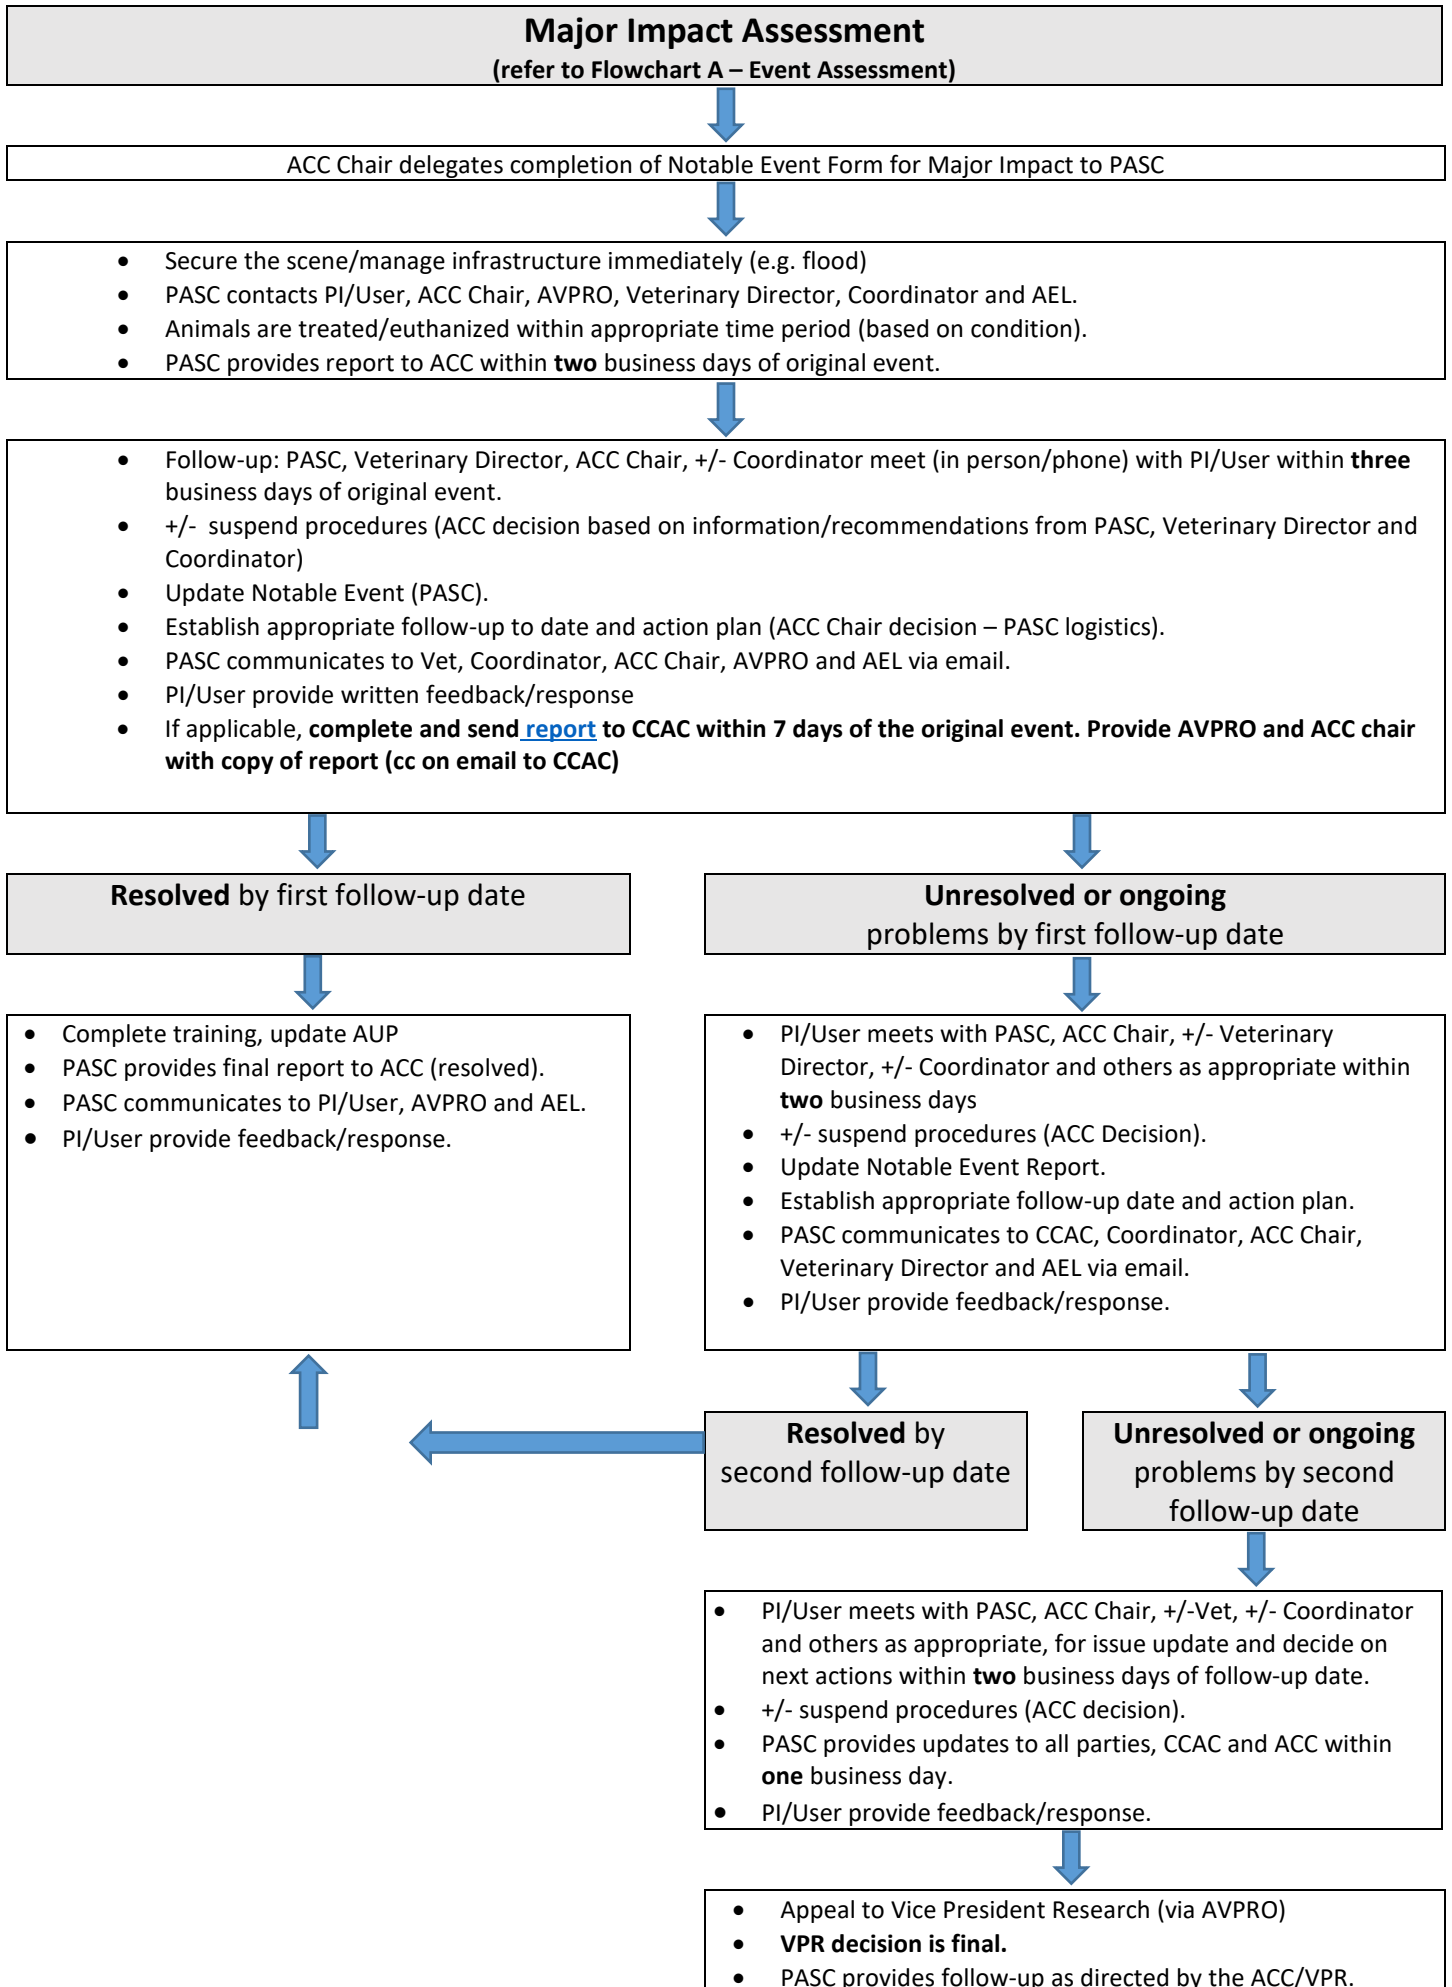 Major Impact Assessment
(refer to Flowchart A – Event Assessment)
ACC Chair delegates completion of Notable Event Form for Major Impact to PASC
• Secure the scene/manage infrastructure immediately (e.g. flood)
• PASC contacts PI/User, ACC Chair, AVPRO, Veterinary Director, Coordinator and AEL.
• Animals are treated/euthanized within appropriate time period (based on condition).
• PASC provides report to ACC within two business days of original event.
• Follow-up: PASC, Veterinary Director, ACC Chair, +/- Coordinator meet (in person/phone) with PI/User within three
business days of original event.
• +/- suspend procedures (ACC decision based on information/recommendations from PASC, Veterinary Director and
Coordinator)
• Update Notable Event (PASC).
• Establish appropriate follow-up to date and action plan (ACC Chair decision – PASC logistics).
• PASC communicates to Vet, Coordinator, ACC Chair, AVPRO and AEL via email.
• PI/User provide written feedback/response
• If applicable, complete and send report to CCAC within 7 days of the original event. Provide AVPRO and ACC chair
with copy of report (cc on email to CCAC)
Resolved by first follow-up date
• Complete training, update AUP
• PASC provides final report to ACC (resolved).
• PASC communicates to PI/User, AVPRO and AEL.
• PI/User provide feedback/response.
Unresolved or ongoing
problems by first follow-up date
• PI/User meets with PASC, ACC Chair, +/- Veterinary
Director, +/- Coordinator and others as appropriate within
two business days
• +/- suspend procedures (ACC Decision).
• Update Notable Event Report.
• Establish appropriate follow-up date and action plan.
• PASC communicates to CCAC, Coordinator, ACC Chair,
Veterinary Director and AEL via email.
• PI/User provide feedback/response.
Resolved by
second follow-up date
Unresolved or ongoing
problems by second
follow-up date
• PI/User meets with PASC, ACC Chair, +/-Vet, +/- Coordinator
and others as appropriate, for issue update and decide on
next actions within two business days of follow-up date.
• +/- suspend procedures (ACC decision).
• PASC provides updates to all parties, CCAC and ACC within
one business day.
• PI/User provide feedback/response.
• Appeal to Vice President Research (via AVPRO)
• VPR decision is final.
• PASC provides follow-up as directed by the ACC/VPR.